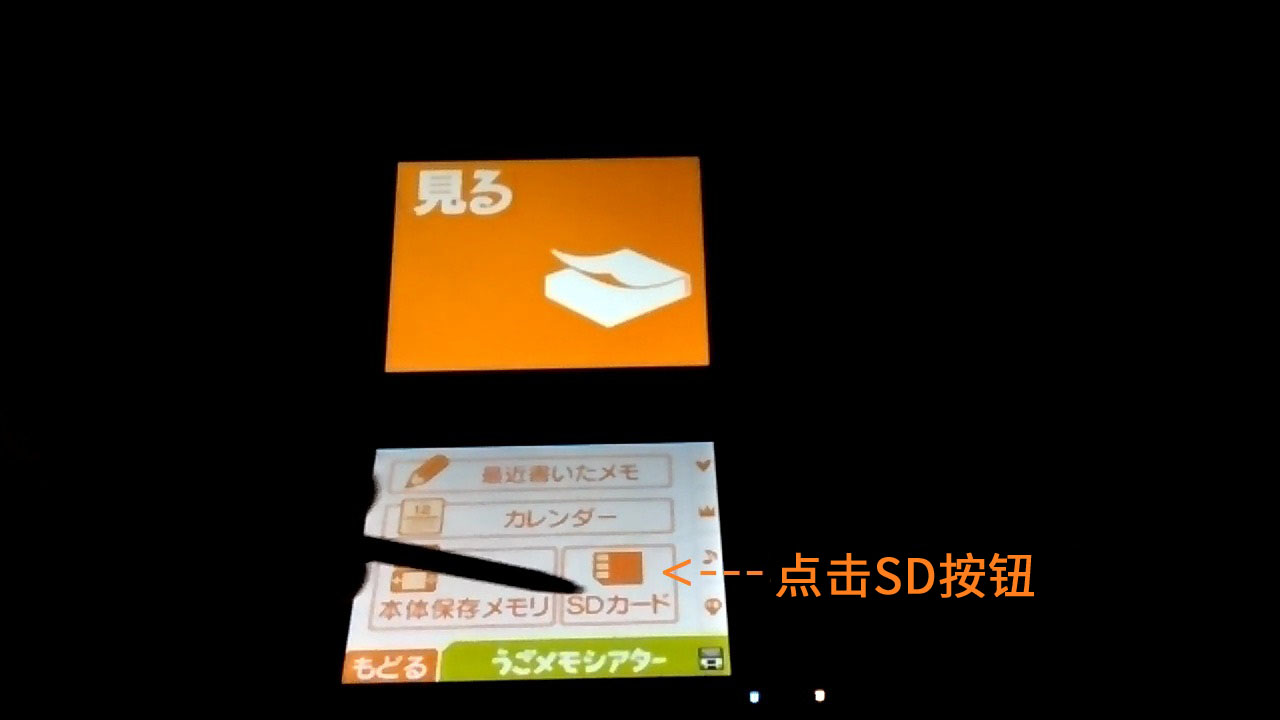 見る
最近書いたメモ
12
カレンダー
本体保存メモリ
SDカード
<--- 点击SD按钮
もどる
うごメモシアター